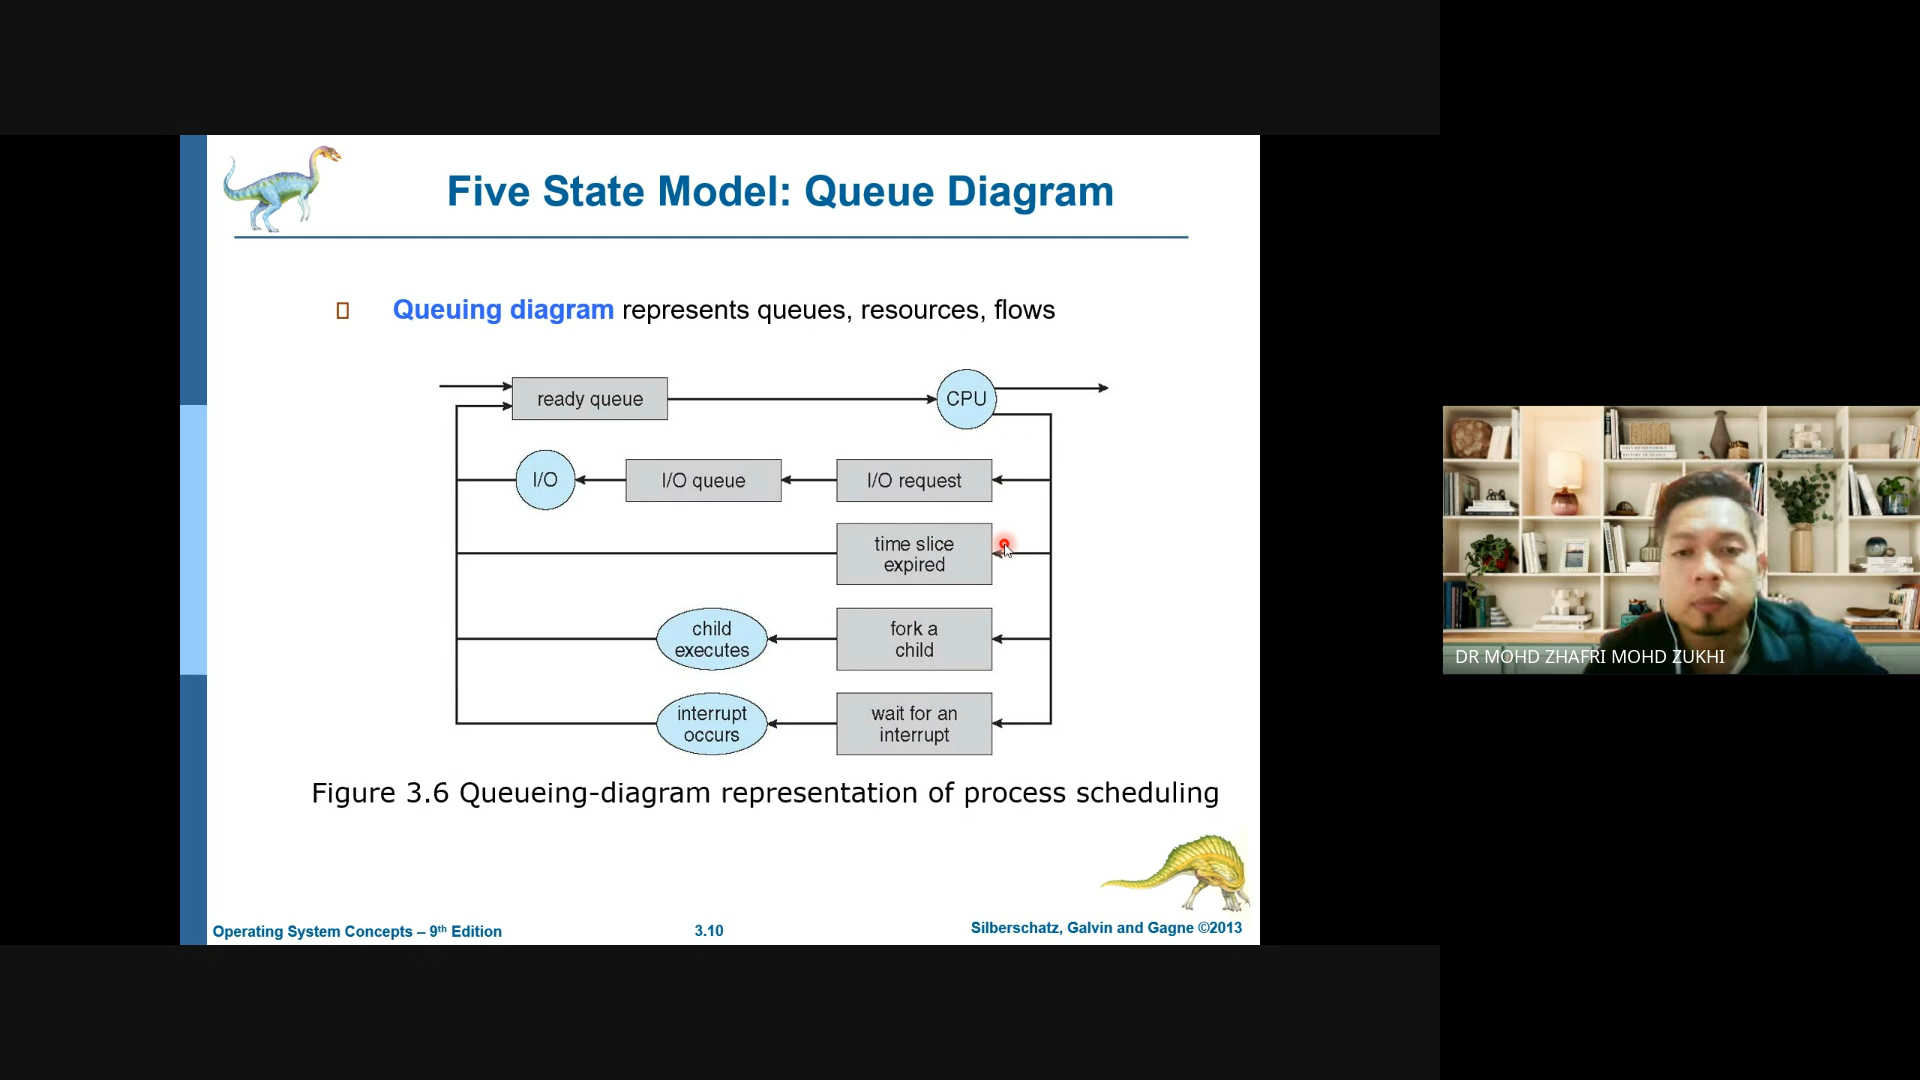 Five State Model: Queue Diagram
Queuing diagram represents queues, resources, flows
ready queue
CPU
I/O
I/O queue
I/O request
time slice
expired
child
executes
fork a
child
interrupt
occurs
wait for an
interrupt
Figure 3.6 Queueing-diagram representation of process scheduling
Operating System Concepts – 9th Edition
3.10
Silberschatz, Galvin and Gagne ©2013
DR MOHD ZHAFRI MOHD ZUKHI